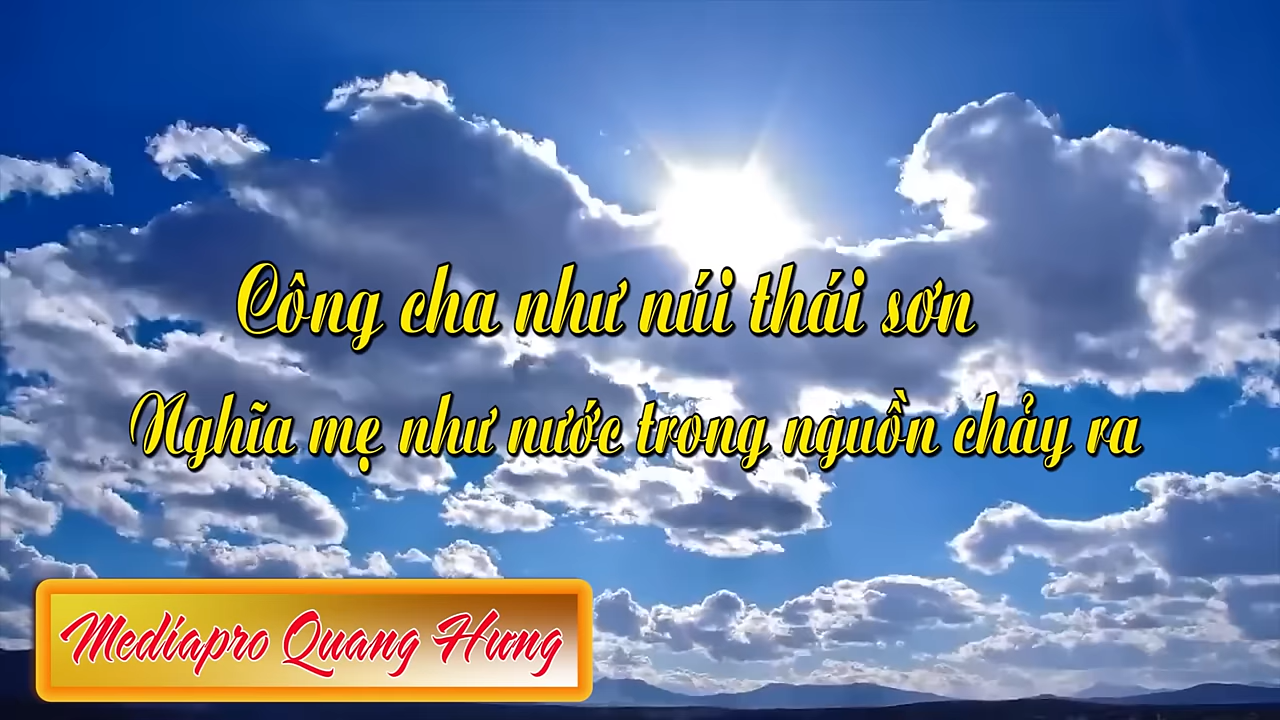 Công cha như núi thái sơn
Nghĩa mẹ như nước trong nguồn chảy ra
Mediapro Quang Hưng